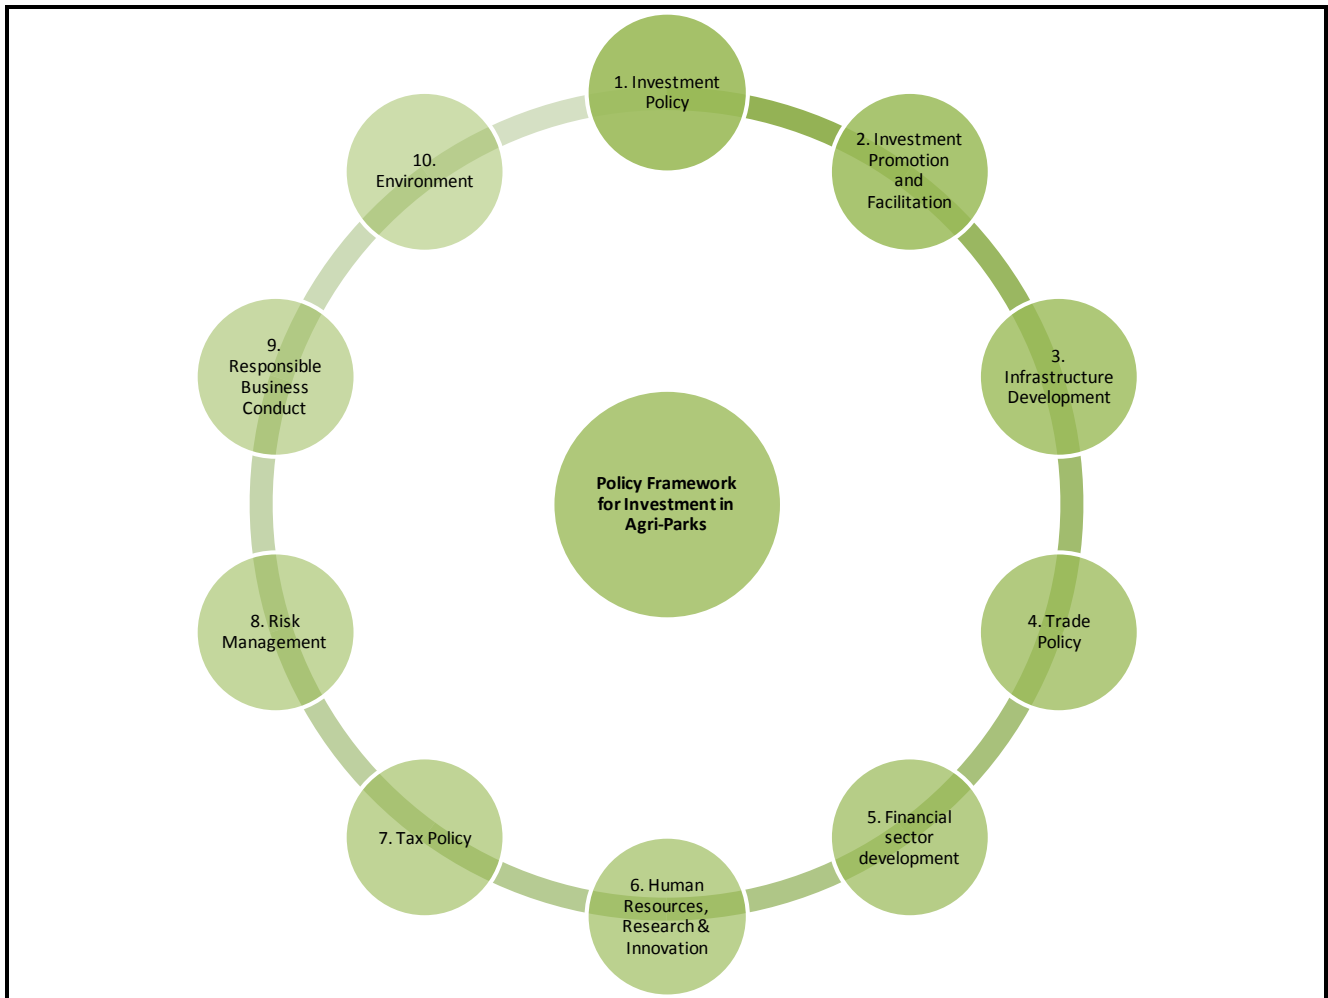 1. Investment
Policy
2. Investment
Promotion
and
Facilitation
3.
Infrastructure
Development
4. Trade
Policy
5. Financial
sector
development
6. Human
Resources,
Research &
Innovation
7. Tax Policy
8. Risk
Management
9.
Responsible
Business
Conduct
10.
Environment
Policy Framework
for Investment in
Agri-Parks